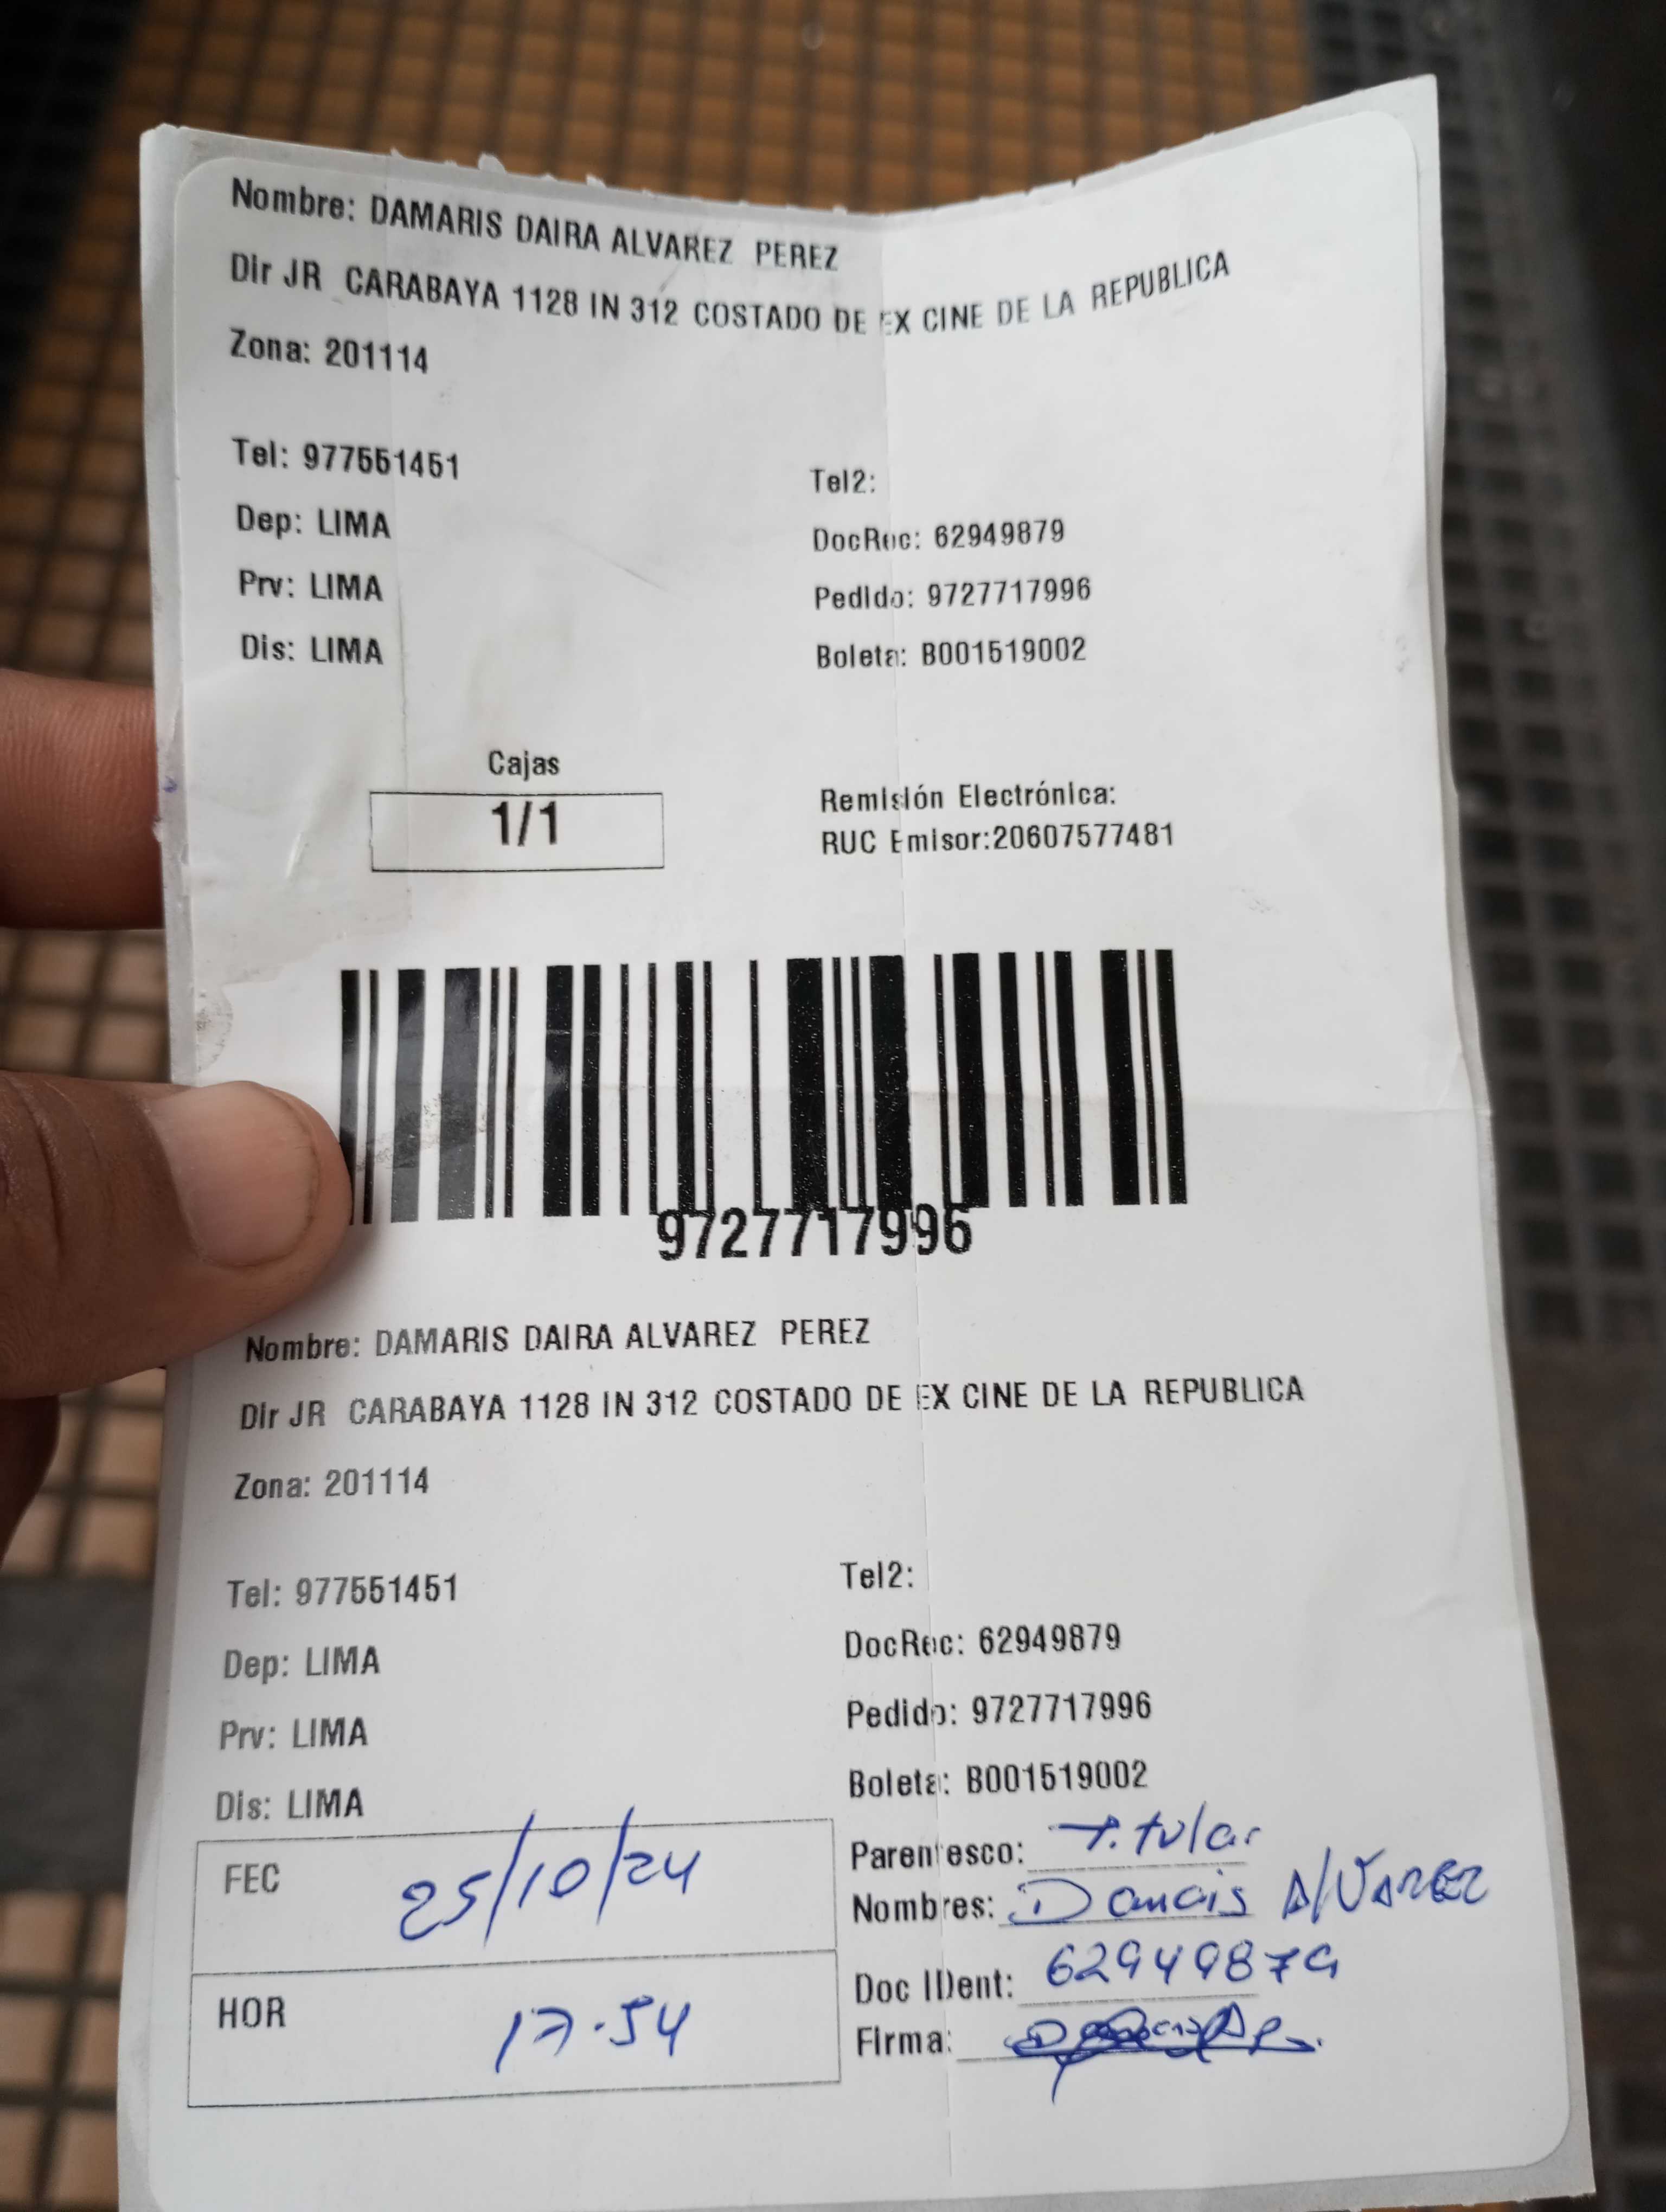 Nombre: DAMARIS DAIRA ALVAREZ PEREZ
Dir JR CARABAYA 1128 IN 312 COSTADO DE EX CINE DE LA REPUBLICA
Zona: 201114
Tel: 977551451
Tel2:
Dep: LIMA
DocRec: 62949879
Prv: LIMA
Pedido: 9727717996
Dis: LIMA
Boleta: B001519002
Cajas
1/1
Remisión Electrónica:
RUC Emisor:20607577481
9727717996
Nombre: DAMARIS DAIRA ALVAREZ PEREZ
Dir JR CARABAYA 1128 IN 312 COSTADO DE EX CINE DE LA REPUBLICA
Zona: 201114
Tel: 977551451
Tel2:
Dep: LIMA
DocRec: 62949879
Prv: LIMA
Pedido: 9727717996
Dis: LIMA
Boleta: B001519002
FEC 25/10/24
Parentesco: Titular
Nombres: Damaris AlVAREZ
HOR 17.54
Doc IDent: 62949879
Firma: